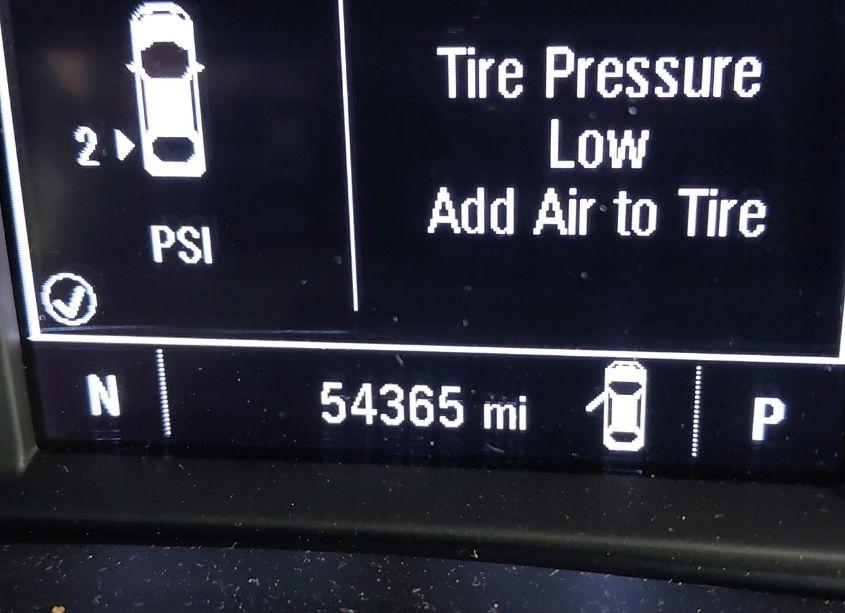 Tire Pressure
Low
Add Air to Tire
2
PSI
N
54365 mi
P